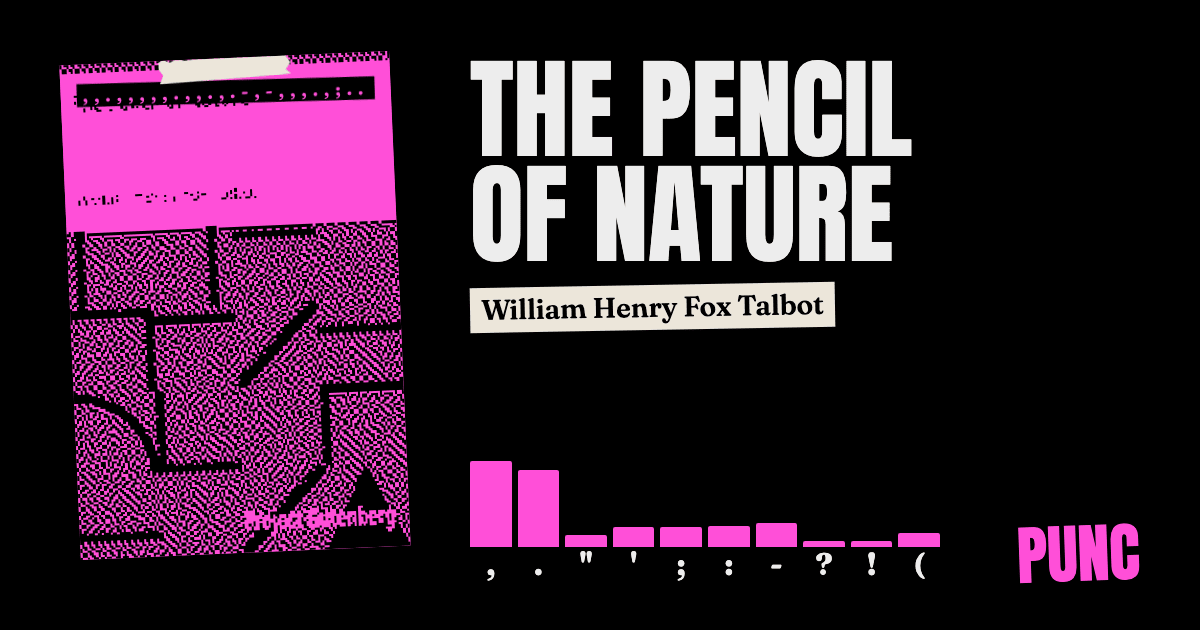 THE PENCIL
OF NATURE
William Henry Fox Talbot
, . " ' ; : - ? ! (
PUNC
Project Gutenberg